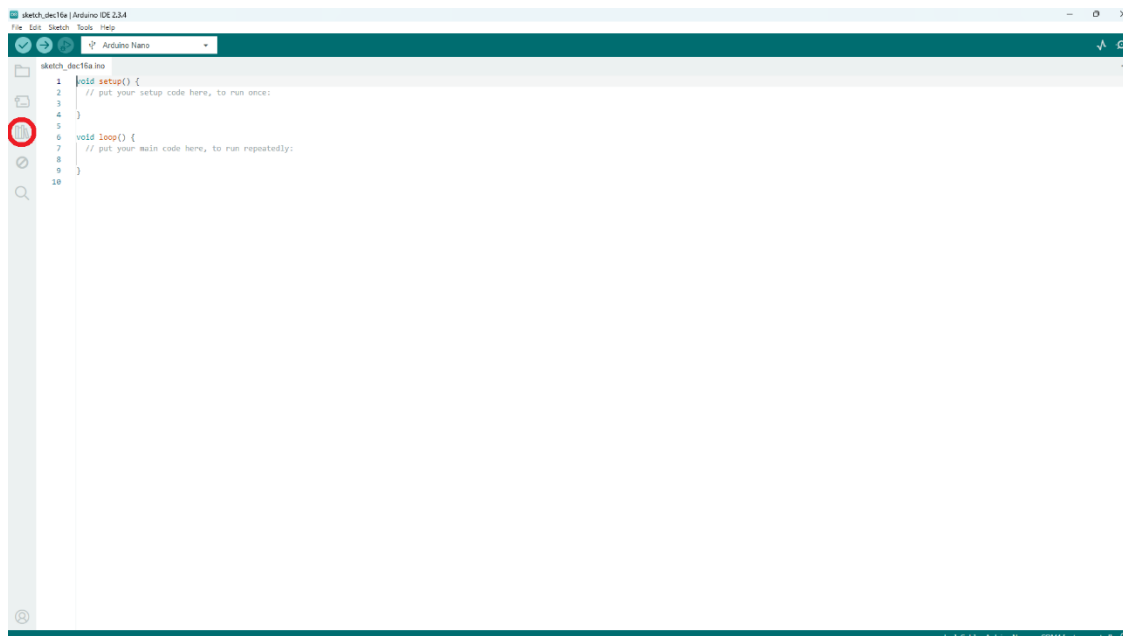 sketch_dec16a | Arduino IDE 2.3.4
File Edit Sketch Tools Help
Arduino Nano
sketch_dec16a.ino
1 void setup() {
2 // put your setup code here, to run once:
3
4 }
5
6 void loop() {
7 // put your main code here, to run repeatedly:
8
9 }
10